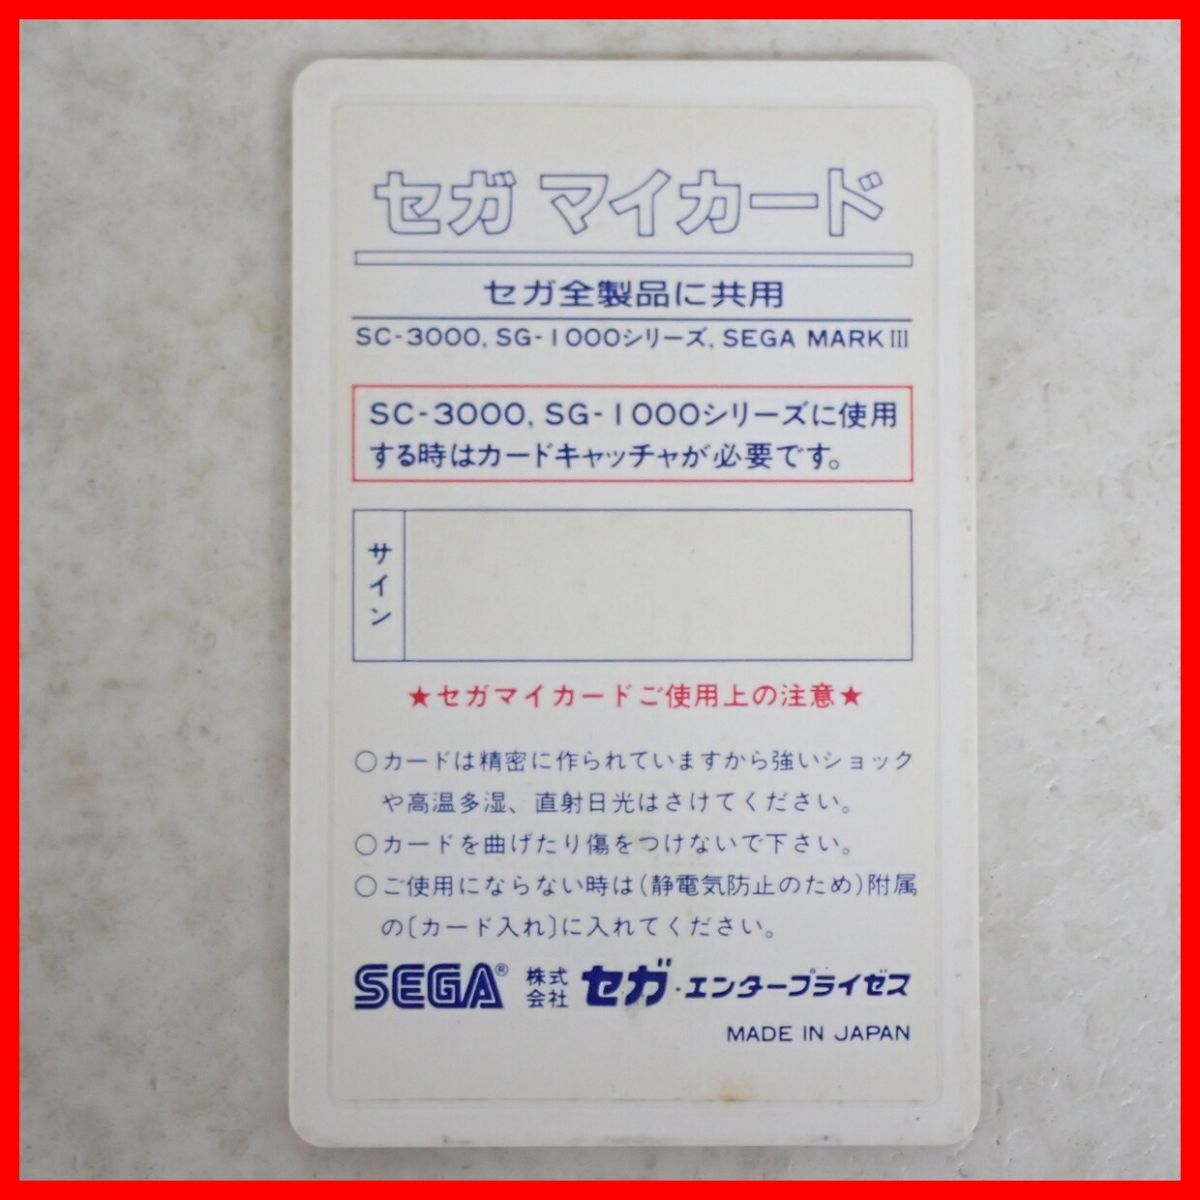 セガ マイカード
セガ全製品に共用
SC-3000, SG-1000シリーズ, SEGA MARK III
SC-3000, SG-1000シリーズに使用
する時はカードキャッチャが必要です。
サイン
★セガマイカードご使用上の注意★
○カードは精密に作られていますから強いショック
や高温多湿、直射日光はさけてください。
○カードを曲げたり傷をつけないで下さい。
○ご使用にならない時は(静電気防止のため)附属
の〔カード入れ〕に入れてください。
SEGA® 株式会社 セガ・エンタープライゼス
MADE IN JAPAN